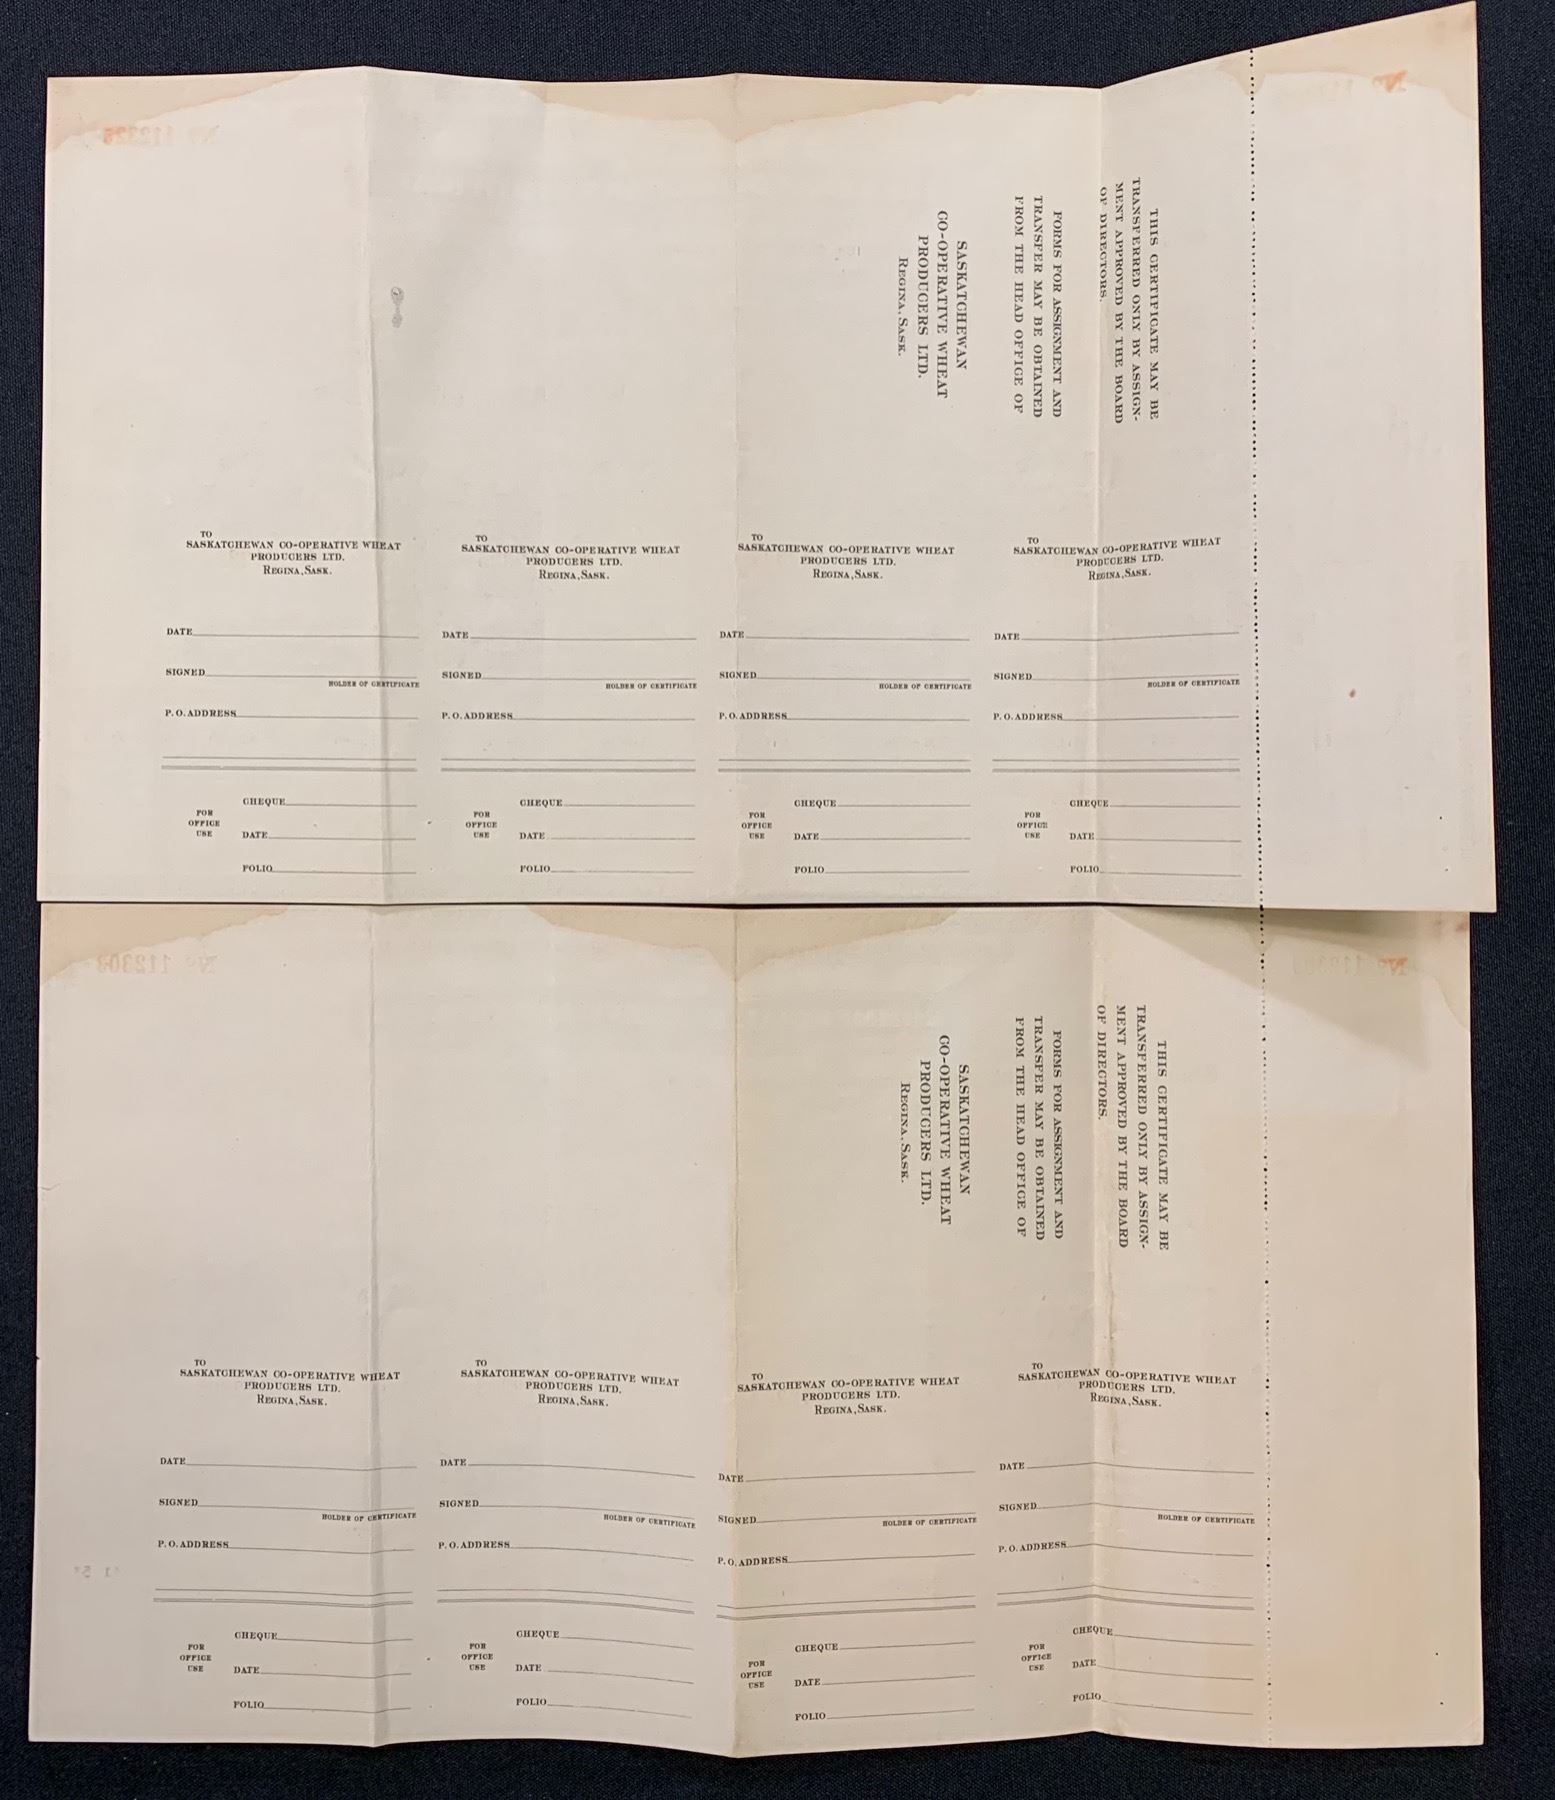 THIS CERTIFICATE MAY BE
TRANSFERRED ONLY BY ASSIGN-
MENT APPROVED BY THE BOARD
OF DIRECTORS.
FORMS FOR ASSIGNMENT AND
TRANSFER MAY BE OBTAINED
FROM THE HEAD OFFICE OF
SASKATCHEWAN
CO-OPERATIVE WHEAT
PRODUCERS LTD.
REGINA, SASK.
TO
SASKATCHEWAN CO-OPERATIVE WHEAT
PRODUCERS LTD.
REGINA, SASK.
DATE
SIGNED
HOLDER OF CERTIFICATE
P. O. ADDRESS
FOR
OFFICE
USE
CHEQUE
DATE
FOLIO
TO
SASKATCHEWAN CO-OPERATIVE WHEAT
PRODUCERS LTD.
REGINA, SASK.
DATE
SIGNED
HOLDER OF CERTIFICATE
P. O. ADDRESS
FOR
OFFICE
USE
CHEQUE
DATE
FOLIO
TO
SASKATCHEWAN CO-OPERATIVE WHEAT
PRODUCERS LTD.
REGINA, SASK.
DATE
SIGNED
HOLDER OF CERTIFICATE
P. O. ADDRESS
FOR
OFFICE
USE
CHEQUE
DATE
FOLIO
TO
SASKATCHEWAN CO-OPERATIVE WHEAT
PRODUCERS LTD.
REGINA, SASK.
DATE
SIGNED
HOLDER OF CERTIFICATE
P. O. ADDRESS
FOR
OFFICE
USE
CHEQUE
DATE
FOLIO
Nº 112303
THIS CERTIFICATE MAY BE
TRANSFERRED ONLY BY ASSIGN-
MENT APPROVED BY THE BOARD
OF DIRECTORS.
FORMS FOR ASSIGNMENT AND
TRANSFER MAY BE OBTAINED
FROM THE HEAD OFFICE OF
SASKATCHEWAN
CO-OPERATIVE WHEAT
PRODUCERS LTD.
REGINA, SASK.
TO
SASKATCHEWAN CO-OPERATIVE WHEAT
PRODUCERS LTD.
REGINA, SASK.
DATE
SIGNED
HOLDER OF CERTIFICATE
P. O. ADDRESS
FOR
OFFICE
USE
CHEQUE
DATE
FOLIO
TO
SASKATCHEWAN CO-OPERATIVE WHEAT
PRODUCERS LTD.
REGINA, SASK.
DATE
SIGNED
HOLDER OF CERTIFICATE
P. O. ADDRESS
FOR
OFFICE
USE
CHEQUE
DATE
FOLIO
TO
SASKATCHEWAN CO-OPERATIVE WHEAT
PRODUCERS LTD.
REGINA, SASK.
DATE
SIGNED
HOLDER OF CERTIFICATE
P. O. ADDRESS
FOR
OFFICE
USE
CHEQUE
DATE
FOLIO
TO
SASKATCHEWAN CO-OPERATIVE WHEAT
PRODUCERS LTD.
REGINA, SASK.
DATE
SIGNED
HOLDER OF CERTIFICATE
P. O. ADDRESS
FOR
OFFICE
USE
CHEQUE
DATE
FOLIO